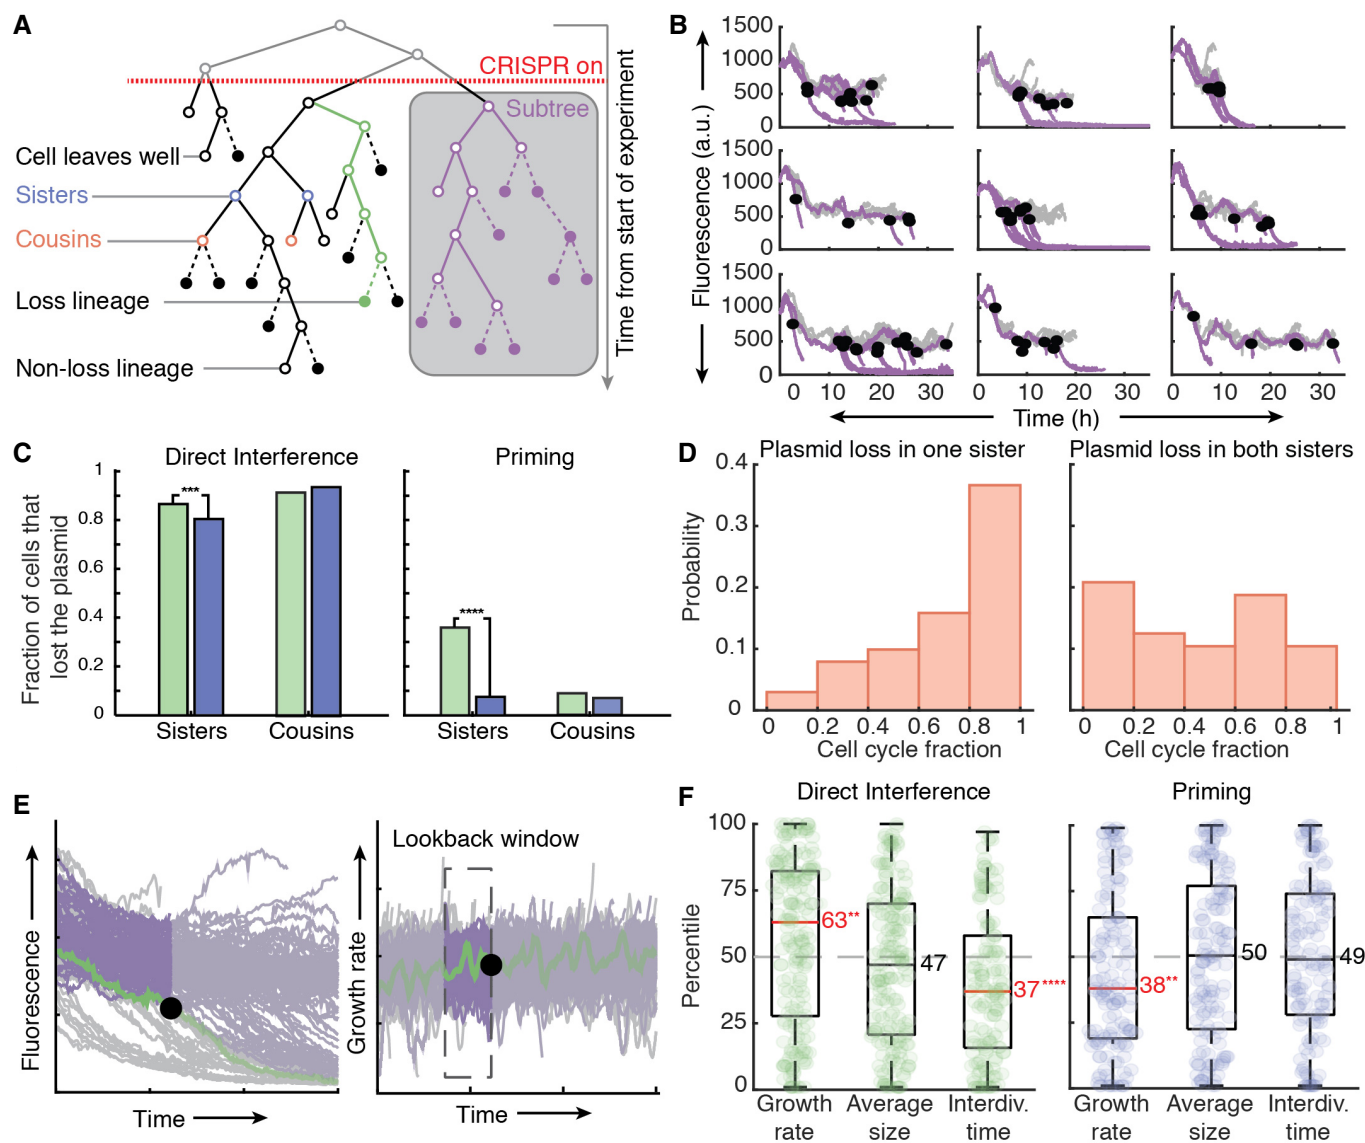 A
CRISPR on
Subtree
Cell leaves well
Sisters
Cousins
Loss lineage
Non-loss lineage
Time from start of experiment
B
Fluorescence (a.u.)
1500
1000
500
0
1500
1000
500
0
1500
1000
500
0
0 10 20 30
0 10 20 30
0 10 20 30
Time (h)
C
Direct Interference
Priming
Fraction of cells that
lost the plasmid
1
0.8
0.6
0.4
0.2
0
***
****
Sisters Cousins
Sisters Cousins
D
Plasmid loss in one sister
Plasmid loss in both sisters
Probability
0.4
0.3
0.2
0.1
0
0 0.2 0.4 0.6 0.8 1
0 0.2 0.4 0.6 0.8 1
Cell cycle fraction
Cell cycle fraction
E
Fluorescence
Time
Growth rate
Lookback window
Time
F
Direct Interference
Priming
Percentile
100
75
50
25
0
63**
47
37****
38**
50
49
Growth
rate
Average
size
Interdiv.
time
Growth
rate
Average
size
Interdiv.
time